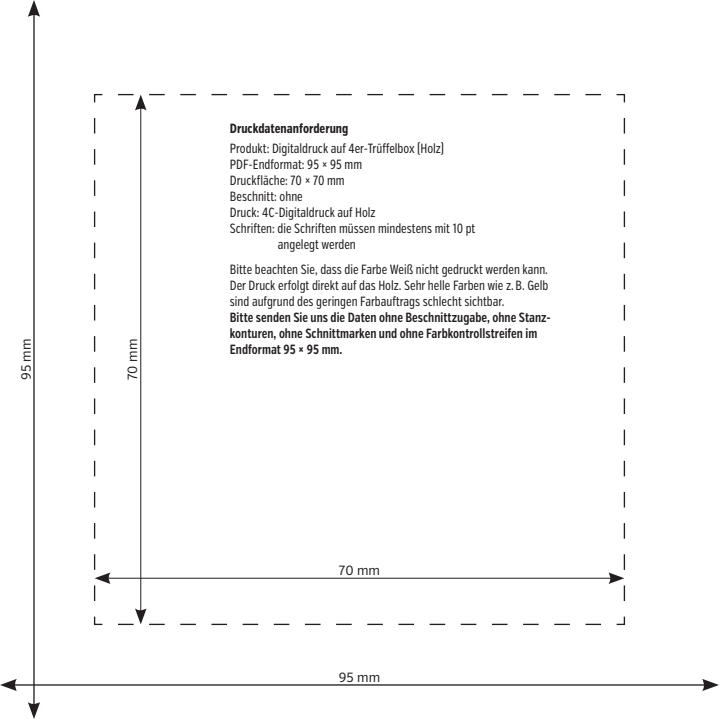 Druckdatenanforderung
Produkt: Digitaldruck auf 4er-Trüffelbox (Holz)
PDF-Endformat: 95 × 95 mm
Druckfläche: 70 × 70 mm
Beschnitt: ohne
Druck: 4C-Digitaldruck auf Holz
Schriften: die Schriften müssen mindestens mit 10 pt
angelegt werden
Bitte beachten Sie, dass die Farbe Weiß nicht gedruckt werden kann.
Der Druck erfolgt direkt auf das Holz. Sehr helle Farben wie z. B. Gelb
sind aufgrund des geringen Farbauftrags schlecht sichtbar.
Bitte senden Sie uns die Daten ohne Beschnittzugabe, ohne Stanz-
konturen, ohne Schnittmarken und ohne Farbkontrollstreifen im
Endformat 95 × 95 mm.
95 mm
70 mm
70 mm
95 mm